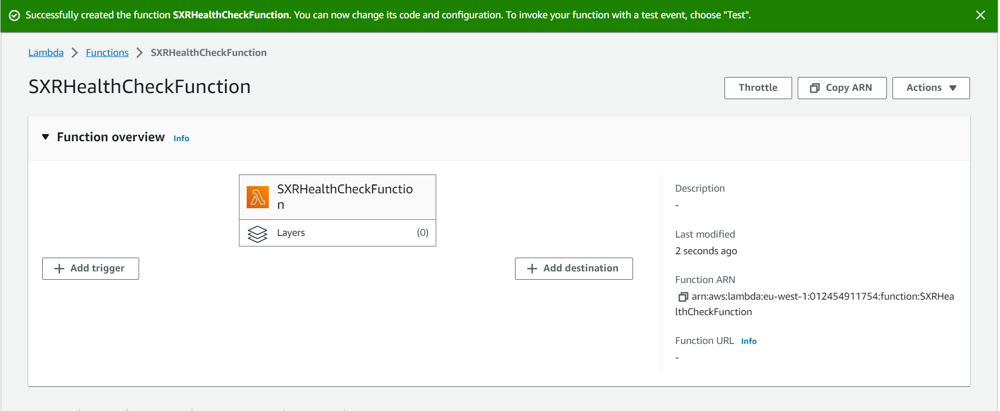 Successfully created the function SXRHealthCheckFunction. You can now change its code and configuration. To invoke your function with a test event, choose "Test".
Lambda > Functions > SXRHealthCheckFunction
SXRHealthCheckFunction
Throttle
Copy ARN
Actions
Function overview Info
SXRHealthCheckFunctio
n
Layers (0)
Add trigger
Add destination
Description
-
Last modified
2 seconds ago
Function ARN
arn:aws:lambda:eu-west-1:012454911754:function:SXRHea
lthCheckFunction
Function URL Info
-